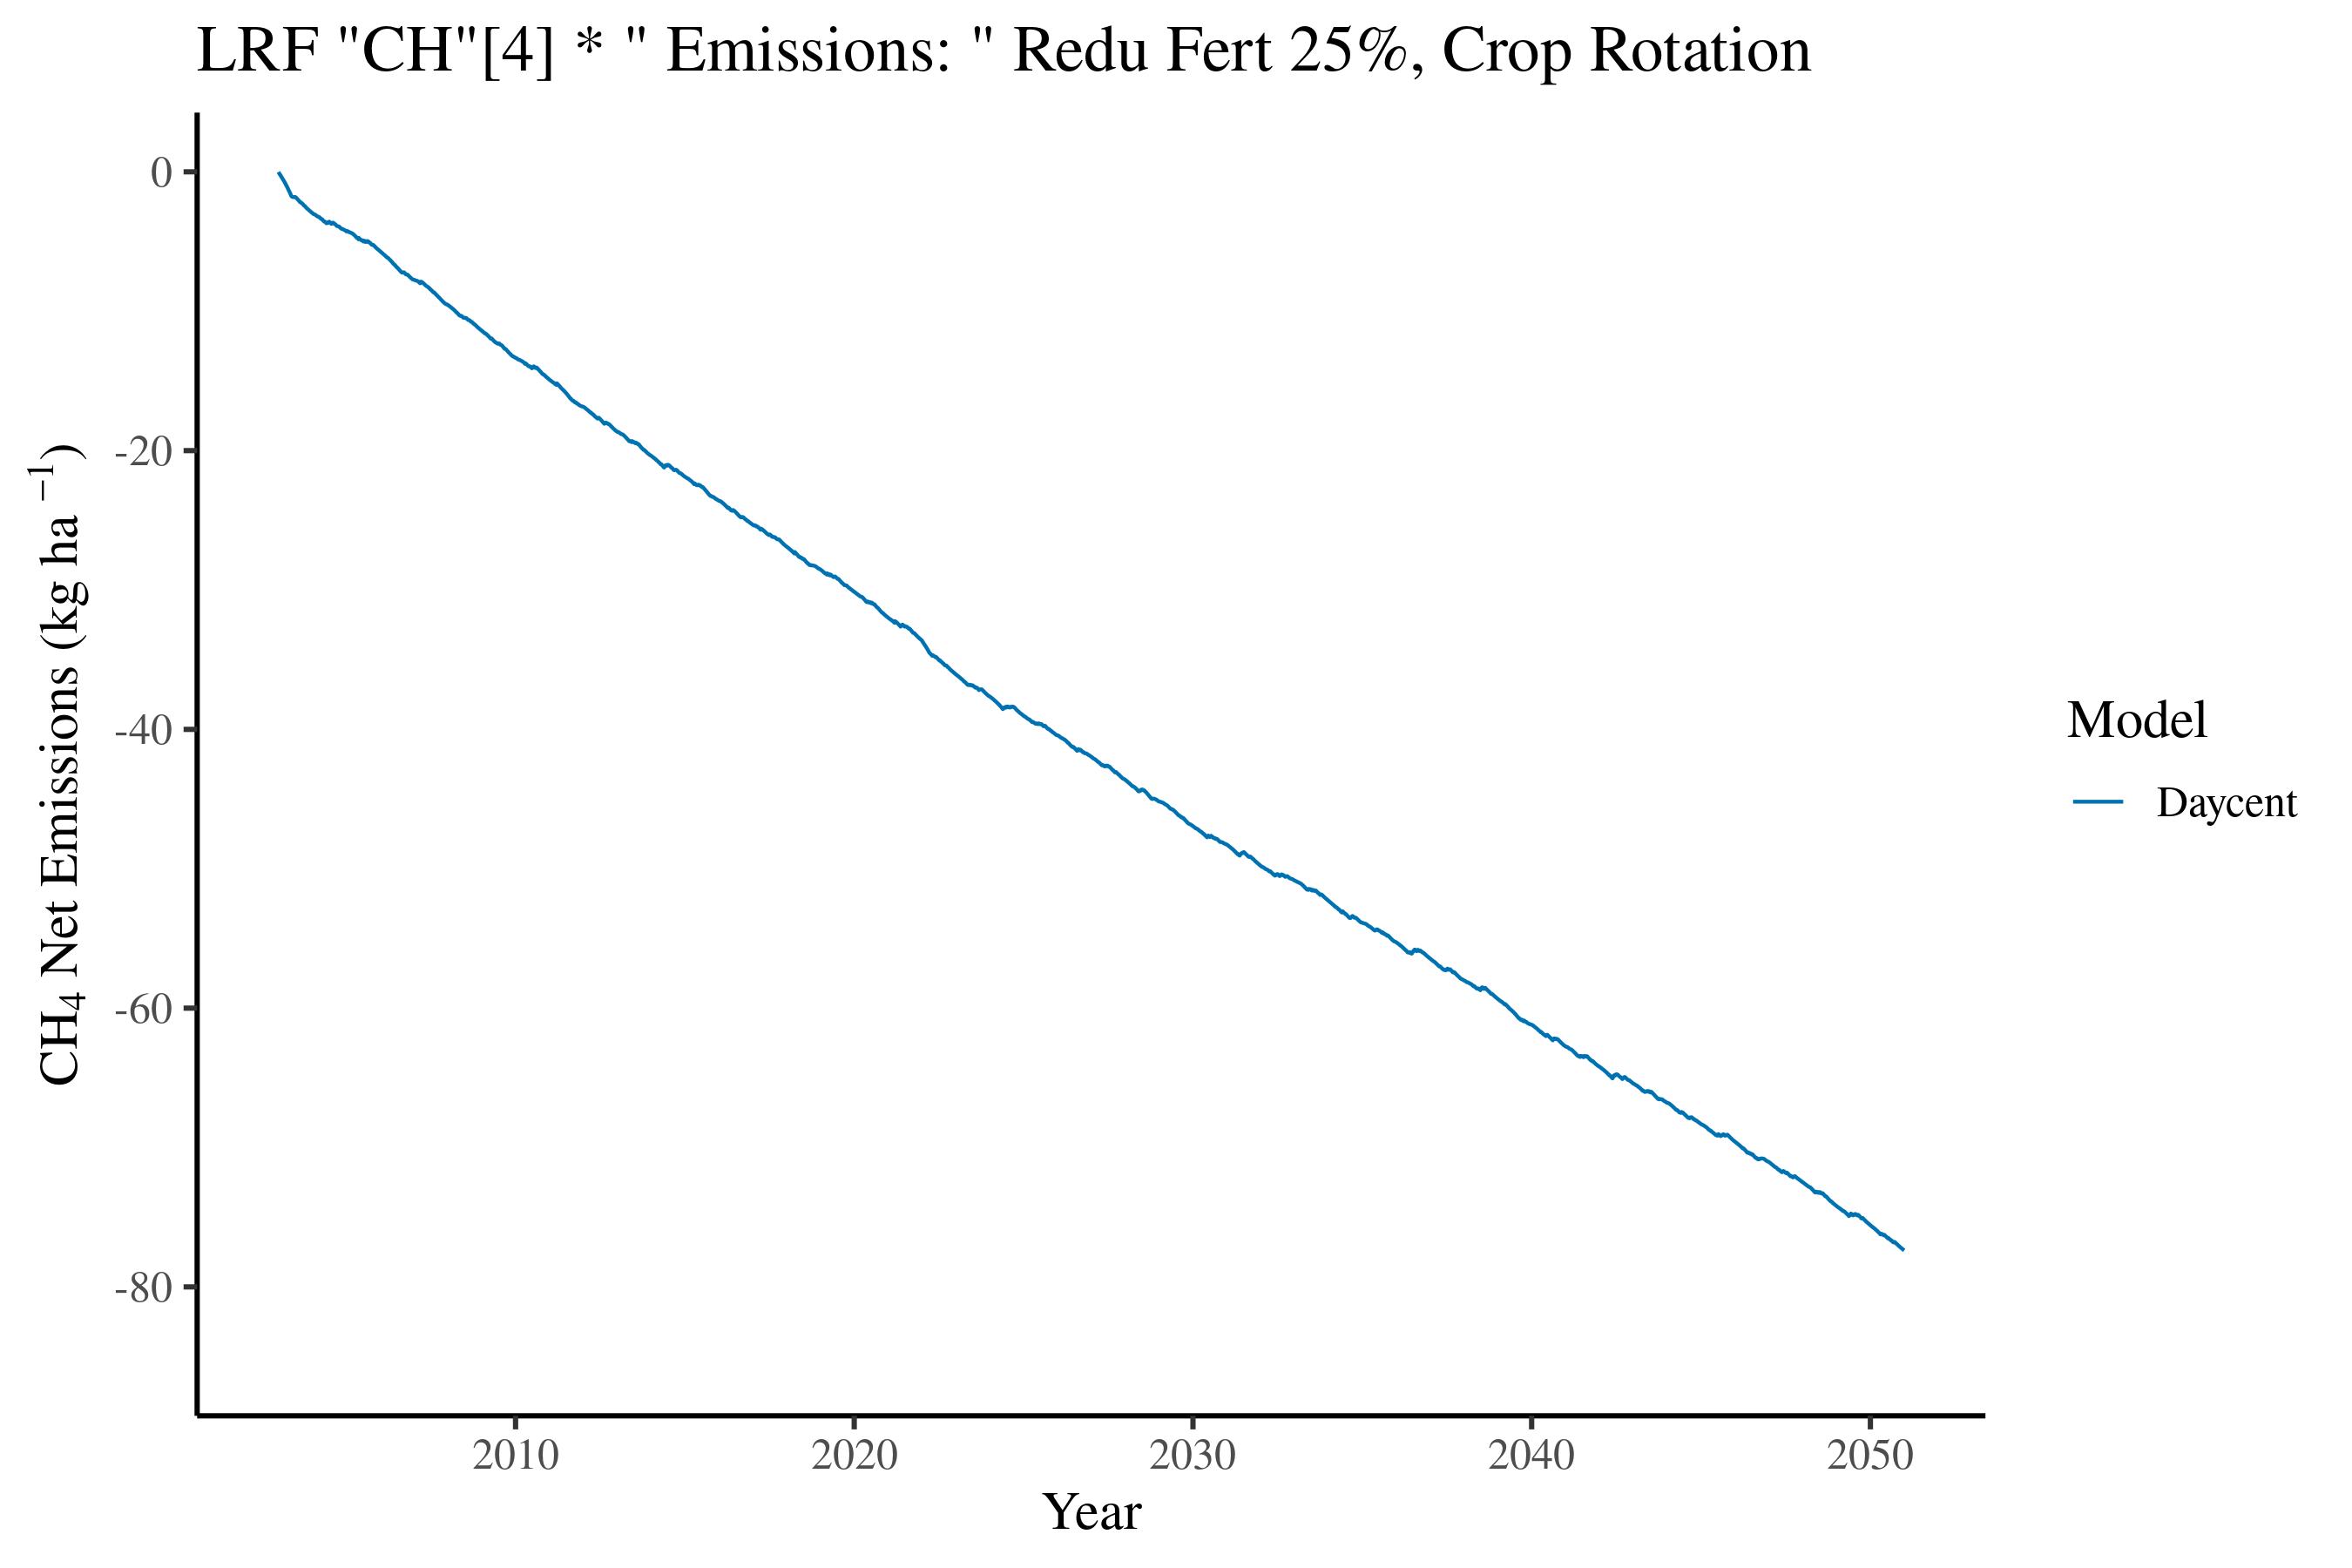 LRF "CH"[4] * " Emissions: " Redu Fert 25%, Crop Rotation
CH₄ Net Emissions (kg ha ⁻¹)
0
-20
-40
-60
-80
2010 2020 2030 2040 2050
Year
Model
Daycent